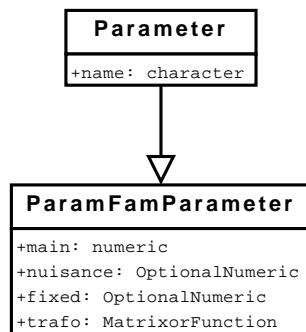 Parameter
+name: character
ParamFamParameter
+main: numeric
+nuisance: OptionalNumeric
+fixed: OptionalNumeric
+trafo: MatrixorFunction